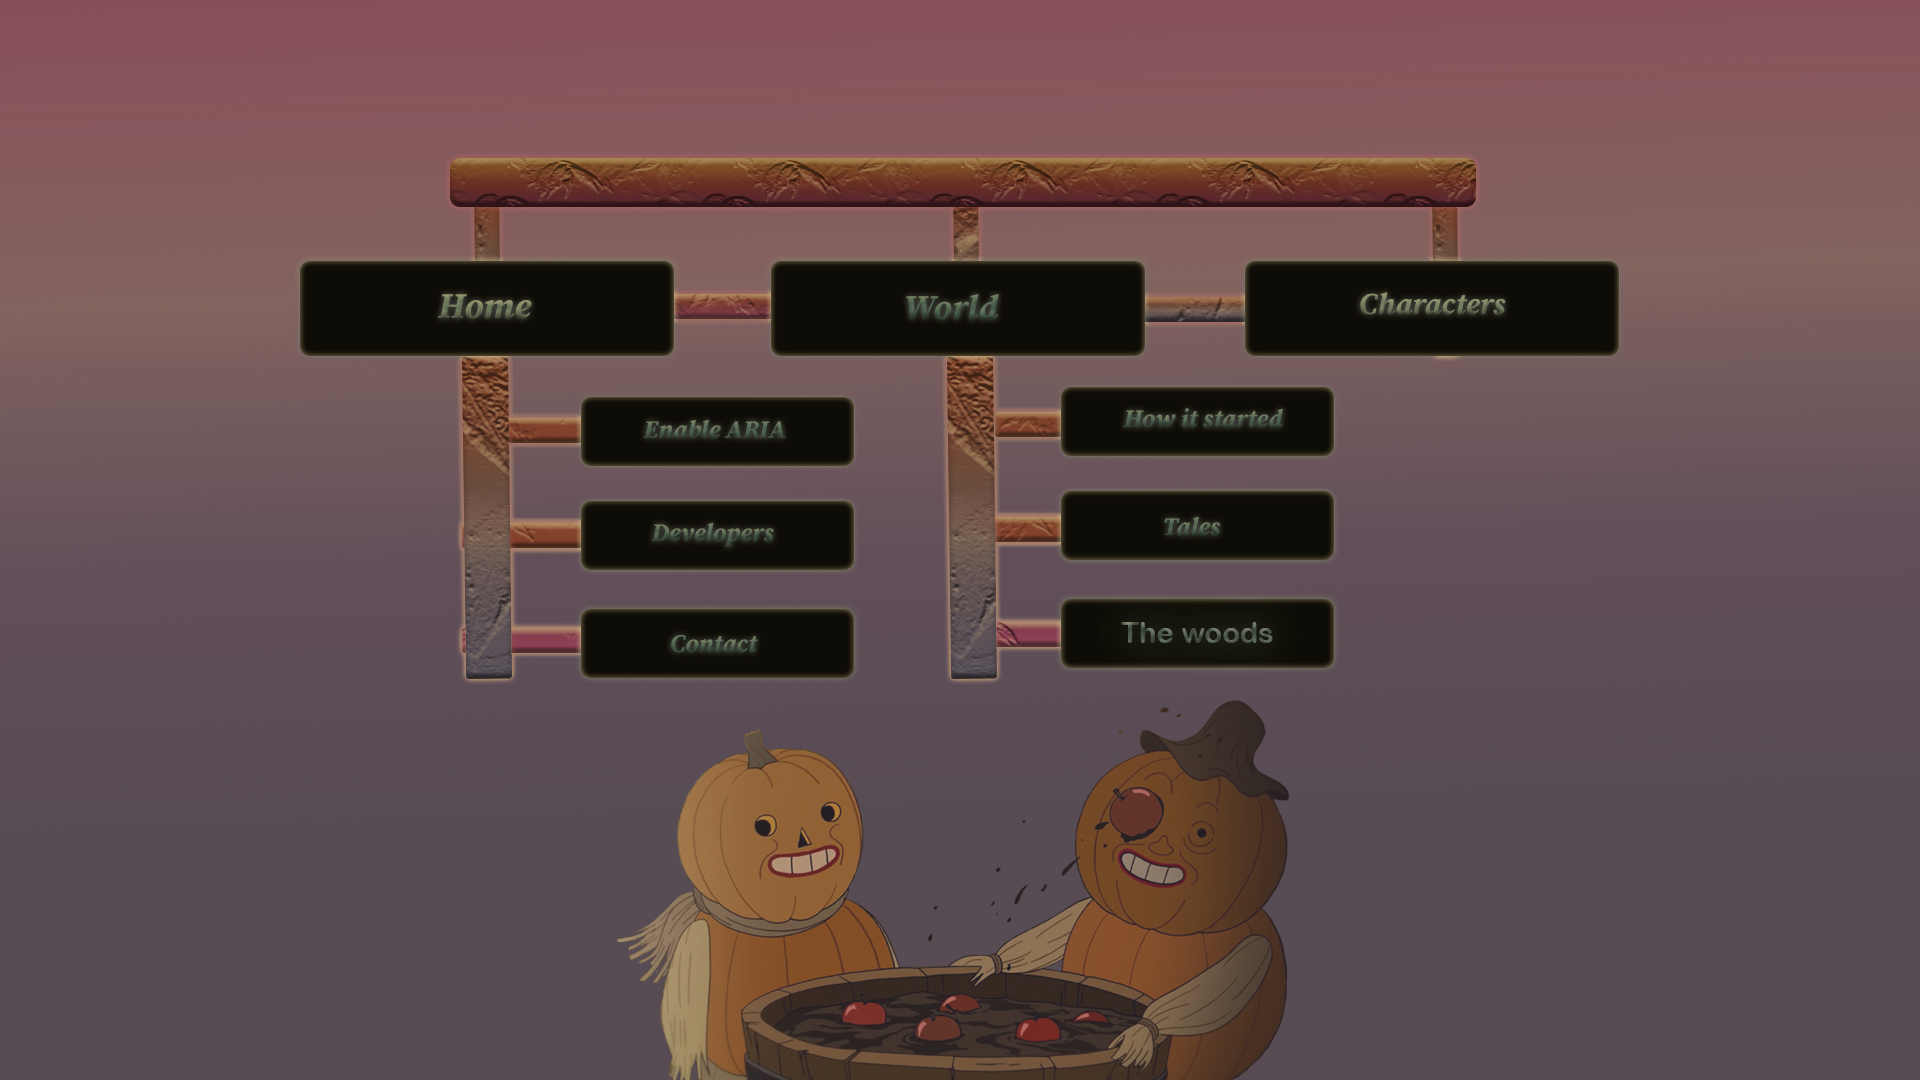 Home
World
Characters
Enable ARIA
Developers
Contact
How it started
Tales
The woods